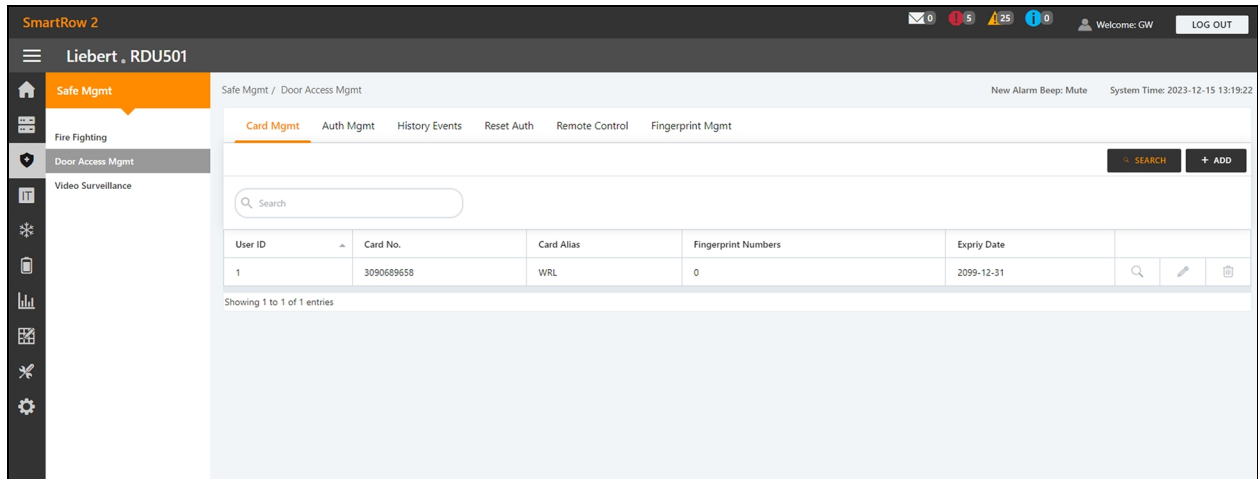 SmartRow 2
0 5 25 0 Welcome: GW LOG OUT
Liebert. RDU501
Safe Mgmt
Safe Mgmt / Door Access Mgmt New Alarm Beep: Mute System Time: 2023-12-15 13:19:22
Fire Fighting
Door Access Mgmt
Video Surveillance
Card Mgmt Auth Mgmt History Events Reset Auth Remote Control Fingerprint Mgmt
SEARCH + ADD
Search
User ID Card No. Card Alias Fingerprint Numbers Expriy Date
1 3090689658 WRL 0 2099-12-31
Showing 1 to 1 of 1 entries
IT